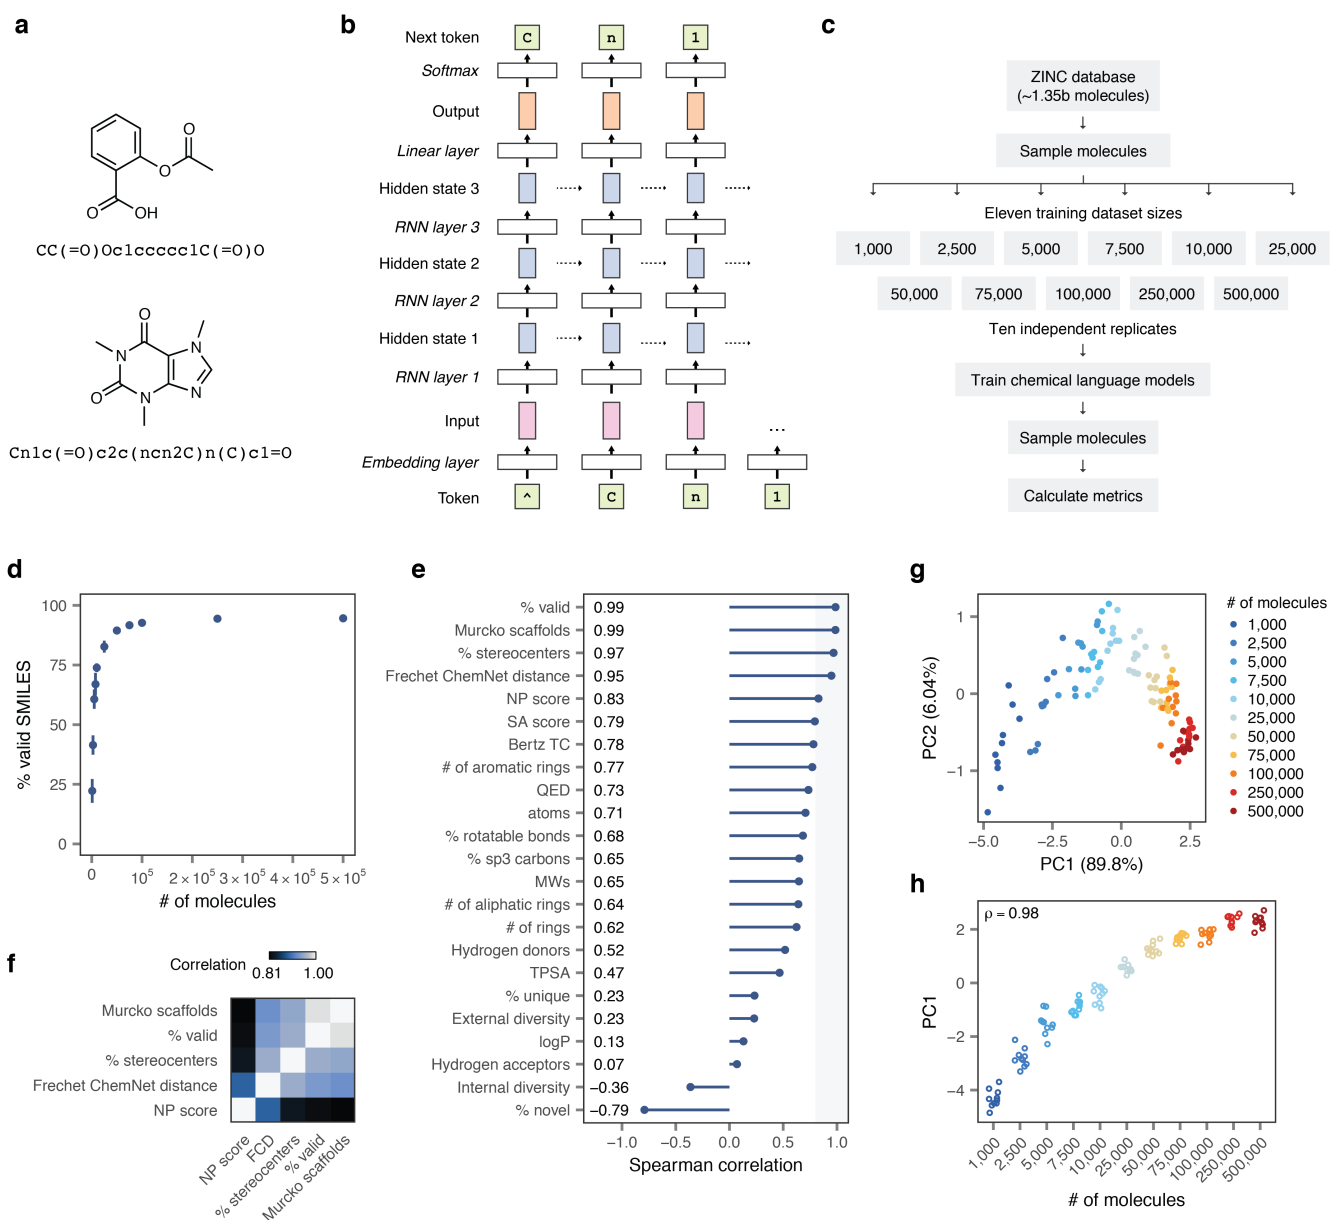 a
O
O
O
OH
CC(=O)Oc1ccccc1C(=O)O
O
N
N
O
N
N
Cn1c(=O)c2c(ncn2C)n(C)c1=O
b
Next token C n 1
Softmax
Output
Linear layer
Hidden state 3
RNN layer 3
Hidden state 2
RNN layer 2
Hidden state 1
RNN layer 1
Input
...
Embedding layer
Token ^ C n 1
c
ZINC database
(~1.35b molecules)
Sample molecules
Eleven training dataset sizes
1,000 2,500 5,000 7,500 10,000 25,000
50,000 75,000 100,000 250,000 500,000
Ten independent replicates
Train chemical language models
Sample molecules
Calculate metrics
d
% valid SMILES
100
75
50
25
0
0 10⁵ 2 × 10⁵ 3 × 10⁵ 4 × 10⁵ 5 × 10⁵
# of molecules
e
% valid 0.99
Murcko scaffolds 0.99
% stereocenters 0.97
Frechet ChemNet distance 0.95
NP score 0.83
SA score 0.79
Bertz TC 0.78
# of aromatic rings 0.77
QED 0.73
atoms 0.71
% rotatable bonds 0.68
% sp3 carbons 0.65
MWs 0.65
# of aliphatic rings 0.64
# of rings 0.62
Hydrogen donors 0.52
TPSA 0.47
% unique 0.23
External diversity 0.23
logP 0.13
Hydrogen acceptors 0.07
Internal diversity −0.36
% novel −0.79
−1.0 −0.5 0.0 0.5 1.0
Spearman correlation
f
Correlation
0.81 1.00
Murcko scaffolds
% valid
% stereocenters
Frechet ChemNet distance
NP score
NP score
FCD
% stereocenters
% valid
Murcko scaffolds
g
PC2 (6.04%)
1
0
−1
−5.0 −2.5 0.0 2.5
PC1 (89.8%)
# of molecules
1,000
2,500
5,000
7,500
10,000
25,000
50,000
75,000
100,000
250,000
500,000
h
ρ = 0.98
PC1
2
0
−2
−4
1,000 2,500 5,000 7,500 10,000 25,000 50,000 75,000 100,000 250,000 500,000
# of molecules